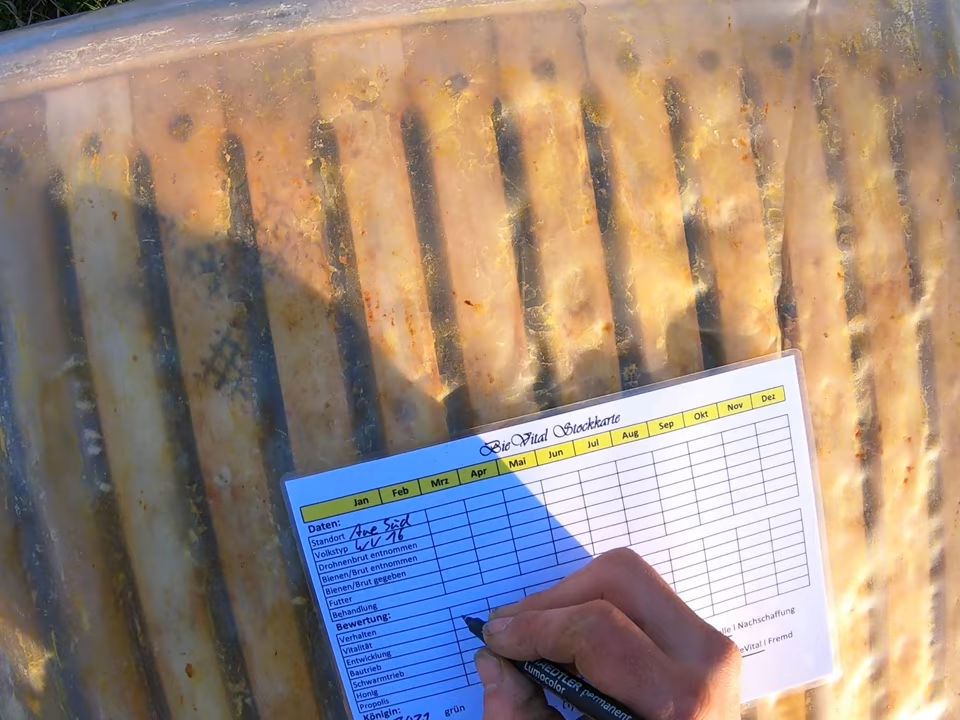 BieVital Stockkarte
Jan Feb Mrz Apr Mai Jun Jul Aug Sep Okt Nov Dez
Daten:
Standort Aue Süd
Volkstyp WV 16
Drohnenbrut entnommen
Bienen/Brut entnommen
Bienen/Brut gegeben
Futter
Behandlung
Bewertung:
Verhalten
Vitalität
Entwicklung
Bautrieb
Schwarmtrieb
Honig
Propolis
Königin: grün
lle | Nachschaffung
eVital | Fremd
STAEDTLER permanent
Lumocolor